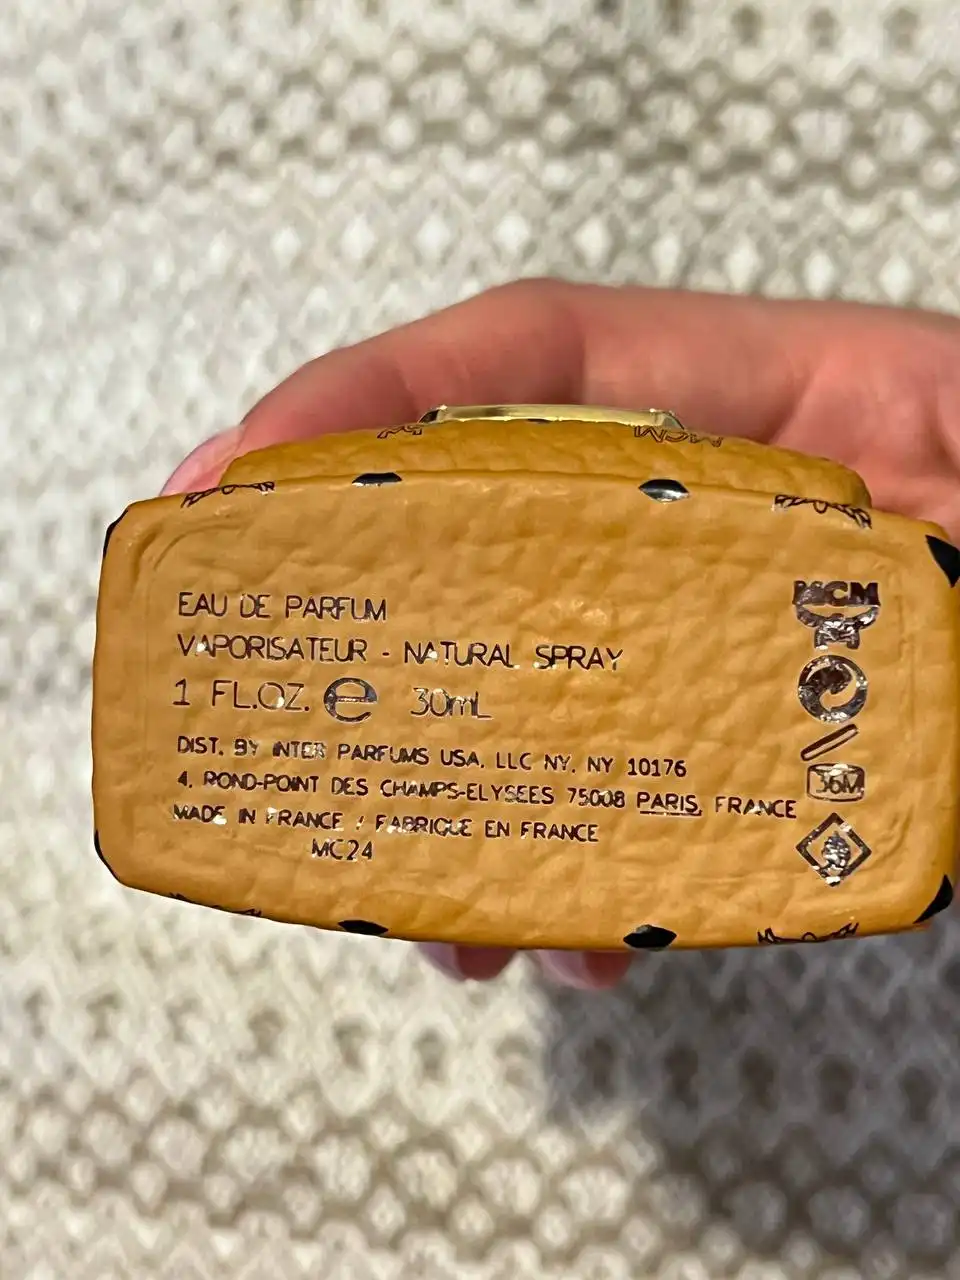 MCM
EAU DE PARFUM
VAPORISATEUR - NATURAL SPRAY
1 FL.OZ. e 30mL
DIST. BY INTER PARFUMS USA, LLC NY, NY 10176
4, ROND-POINT DES CHAMPS-ELYSEES 75008 PARIS, FRANCE
MADE IN FRANCE / FABRIQUE EN FRANCE
MC24
MCM
36M